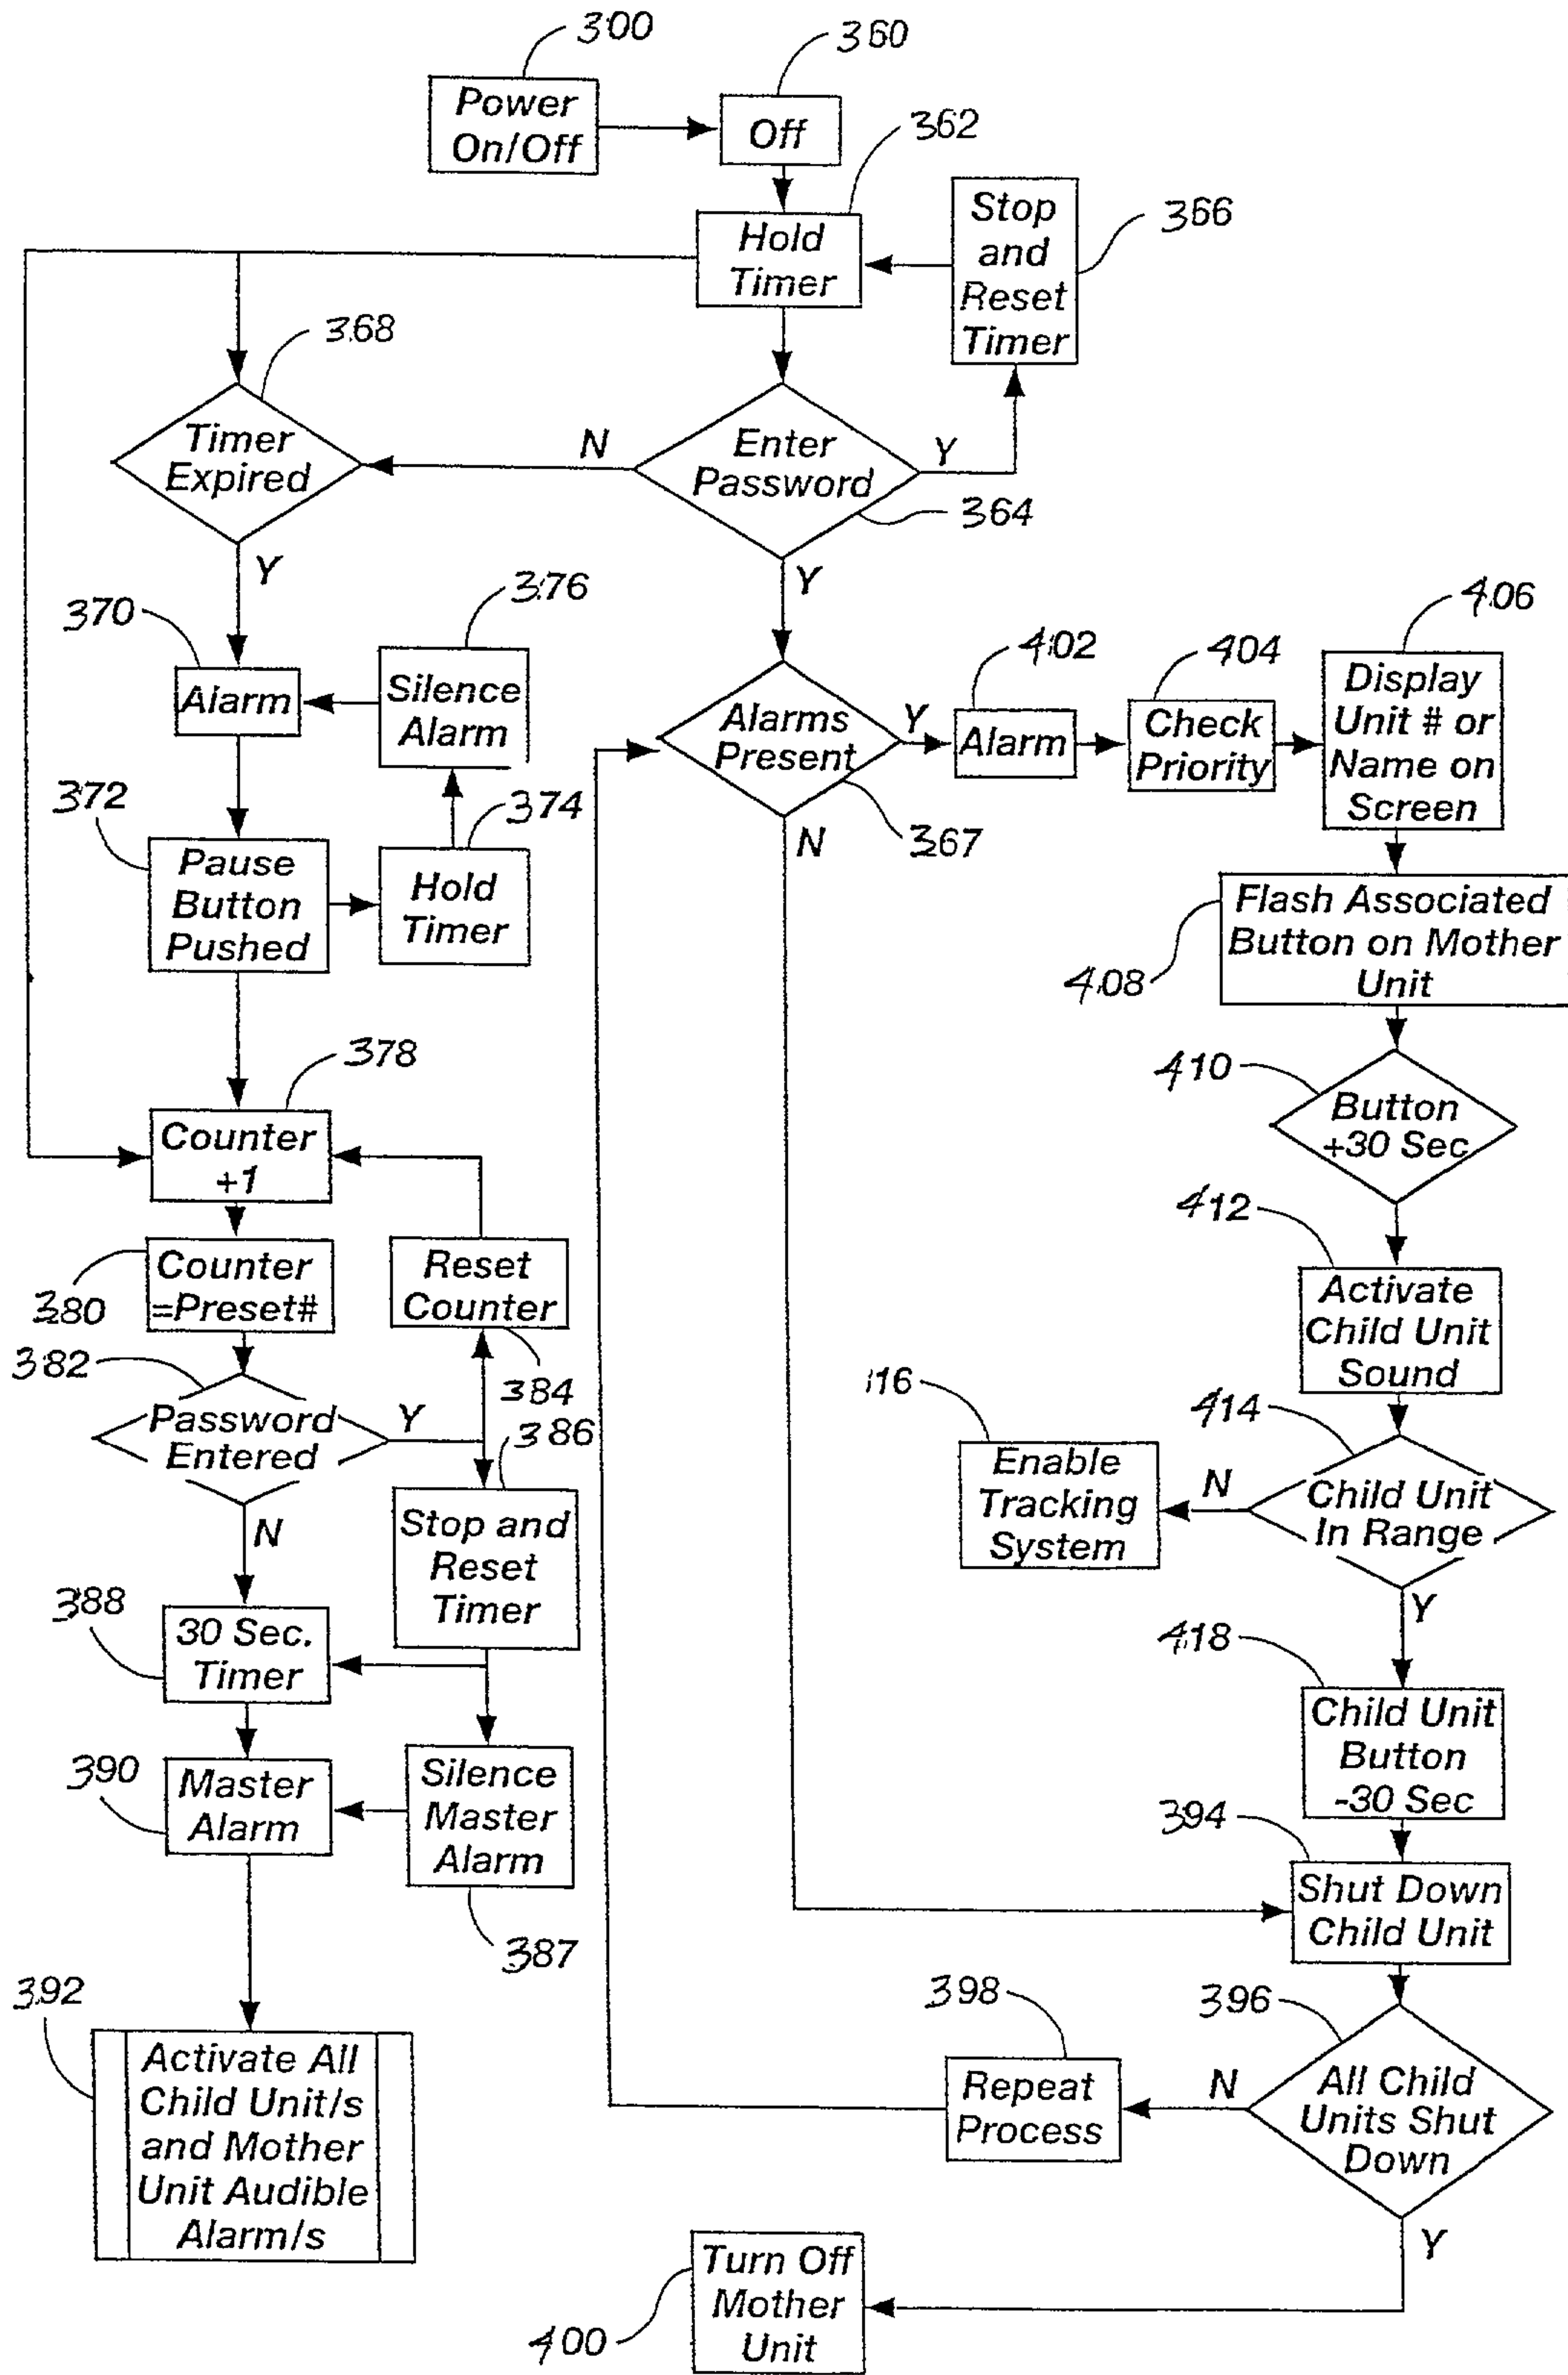 300
360
Power
On/Off
Off
362
Hold
Timer
Stop
and
Reset
Timer
366
368
Timer
Expired
N
Enter
Password
Y
364
Y
Y
370
Alarm
376
Silence
Alarm
372
Pause
Button
Pushed
374
Hold
Timer
Alarms
Present
Y
367
N
402
Alarm
404
Check
Priority
406
Display
Unit # or
Name on
Screen
408
Flash Associated
Button on Mother
Unit
410
Button
+30 Sec
412
Activate
Child Unit
Sound
378
Counter
+1
380
Counter
=Preset#
Reset
Counter
384
382
Password
Entered
Y
N
386
Stop and
Reset
Timer
388
30 Sec.
Timer
390
Master
Alarm
Silence
Master
Alarm
387
392
Activate All
Child Unit/s
and Mother
Unit Audible
Alarm/s
16
Enable
Tracking
System
N
414
Child Unit
In Range
Y
418
Child Unit
Button
-30 Sec
394
Shut Down
Child Unit
396
All Child
Units Shut
Down
N
398
Repeat
Process
Y
400
Turn Off
Mother
Unit